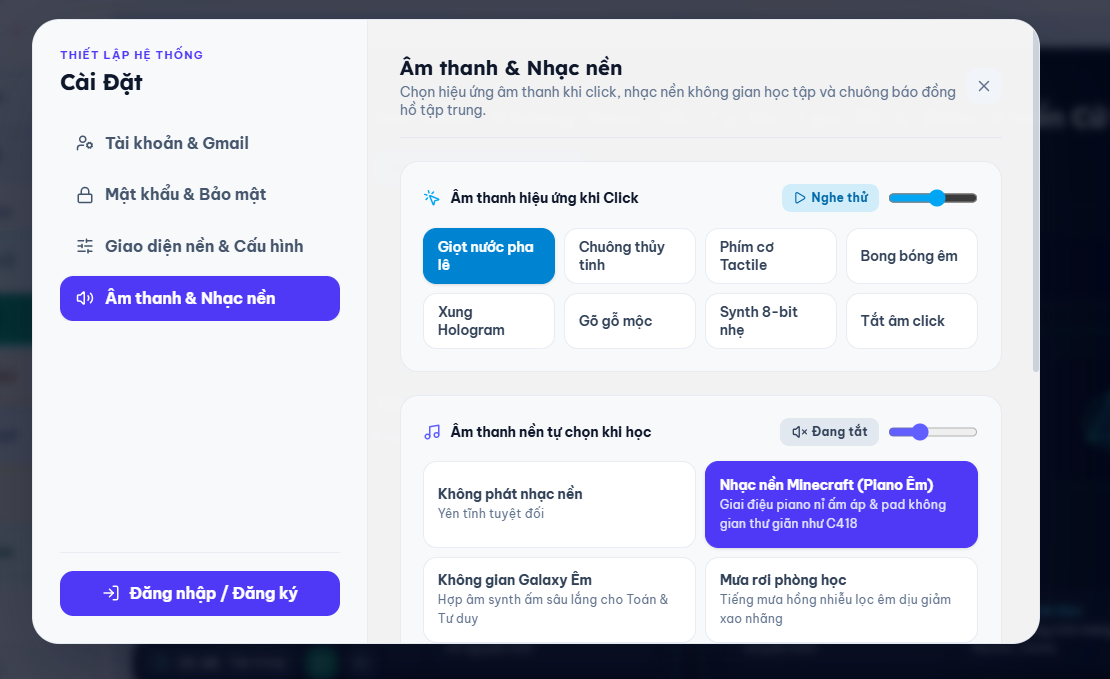 THIẾT LẬP HỆ THỐNG
Cài Đặt
Tài khoản & Gmail
Mật khẩu & Bảo mật
Giao diện nền & Cấu hình
Âm thanh & Nhạc nền
Đăng nhập / Đăng ký
Âm thanh & Nhạc nền
Chọn hiệu ứng âm thanh khi click, nhạc nền không gian học tập và chuông báo đồng
hồ tập trung.
Âm thanh hiệu ứng khi Click
Nghe thử
Giọt nước pha
lê
Chuông thủy
tinh
Phím cơ
Tactile
Bong bóng êm
Xung
Hologram
Gõ gỗ mộc
Synth 8-bit
nhẹ
Tắt âm click
Âm thanh nền tự chọn khi học
Đang tắt
Không phát nhạc nền
Yên tĩnh tuyệt đối
Nhạc nền Minecraft (Piano Êm)
Giai điệu piano nỉ ấm áp & pad không
gian thư giãn như C418
Không gian Galaxy Êm
Hợp âm synth ấm sâu lắng cho Toán &
Tư duy
Mưa rơi phòng học
Tiếng mưa hồng nhiễu lọc êm dịu giảm
xao nhãng